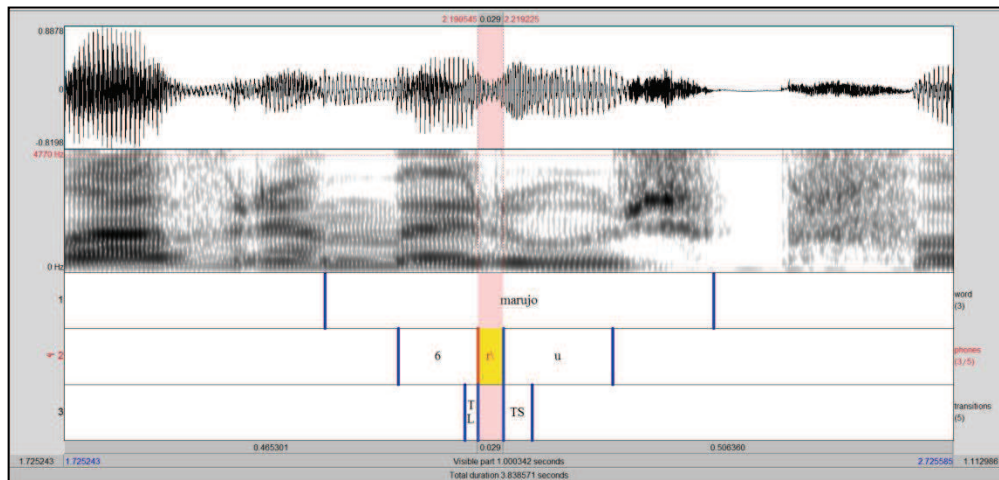 2.190545 0.029 2.219225
0.8878
0
-0.8198
4770 Hz
0 Hz
1 marujo word
(3)
2 6 r\ u phones
(3/5)
3 TL TS transitions
(5)
0.465301 0.029 0.506360
1.725243 1.725243 Visible part 1.000342 seconds 2.725585 1.112986
Total duration 3.838571 seconds